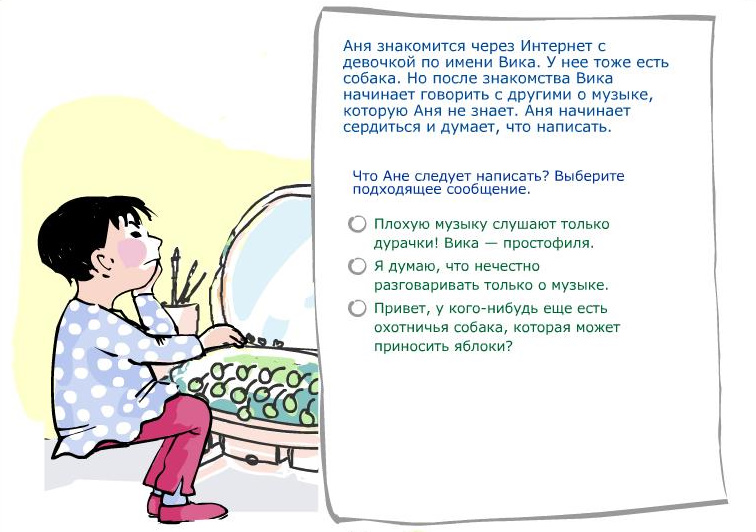 Аня знакомится через Интернет с
девочкой по имени Вика. У нее тоже есть
собака. Но после знакомства Вика
начинает говорить с другими о музыке,
которую Аня не знает. Аня начинает
сердиться и думает, что написать.
Что Ане следует написать? Выберите
подходящее сообщение.
Плохую музыку слушают только
дурачки! Вика — простофиля.
Я думаю, что нечестно
разговаривать только о музыке.
Привет, у кого-нибудь еще есть
охотничья собака, которая может
приносить яблоки?